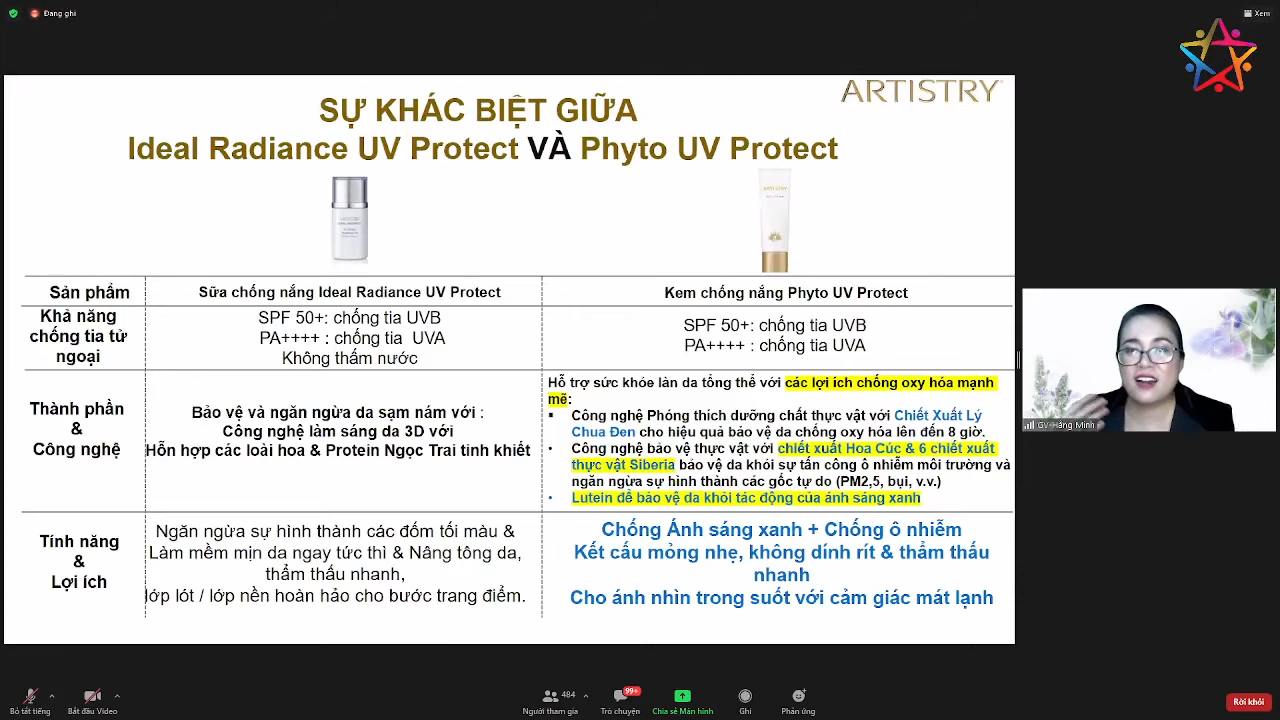 Đang ghi
Xem
ARTISTRY
SỰ KHÁC BIỆT GIỮA
Ideal Radiance UV Protect VÀ Phyto UV Protect
ARTISTRY
Sản phẩm
Sữa chống nắng Ideal Radiance UV Protect
Kem chống nắng Phyto UV Protect
Khả năng
chống tia tử
ngoại
SPF 50+: chống tia UVB
PA++++ : chống tia UVA
Không thấm nước
SPF 50+: chống tia UVB
PA++++ : chống tia UVA
Thành phần
&
Công nghệ
Bảo vệ và ngăn ngừa da sạm nám với :
Công nghệ làm sáng da 3D với
Hỗn hợp các loài hoa & Protein Ngọc Trai tinh khiết
Hỗ trợ sức khỏe làn da tổng thể với các lợi ích chống oxy hóa mạnh
mẽ:
▪ Công nghệ Phóng thích dưỡng chất thực vật với Chiết Xuất Lý
Chua Đen cho hiệu quả bảo vệ da chống oxy hóa lên đến 8 giờ.
• Công nghệ bảo vệ thực vật với chiết xuất Hoa Cúc & 6 chiết xuất
thực vật Siberia bảo vệ da khỏi sự tấn công ô nhiễm môi trường và
ngăn ngừa sự hình thành các gốc tự do (PM2,5, bụi, v.v.)
• Lutein để bảo vệ da khỏi tác động của ánh sáng xanh
Tính năng
&
Lợi ích
Ngăn ngừa sự hình thành các đốm tối màu &
Làm mềm mịn da ngay tức thì & Nâng tông da,
thẩm thấu nhanh,
lớp lót / lớp nền hoàn hảo cho bước trang điểm.
Chống Ánh sáng xanh + Chống ô nhiễm
Kết cấu mỏng nhẹ, không dính rít & thẩm thấu
nhanh
Cho ánh nhìn trong suốt với cảm giác mát lạnh
GV-Hằng Minh
Bỏ tắt tiếng
Bắt đầu Video
484
Người tham gia
99+
Trò chuyện
Chia sẻ Màn hình
Ghi
Phản ứng
Rời khỏi